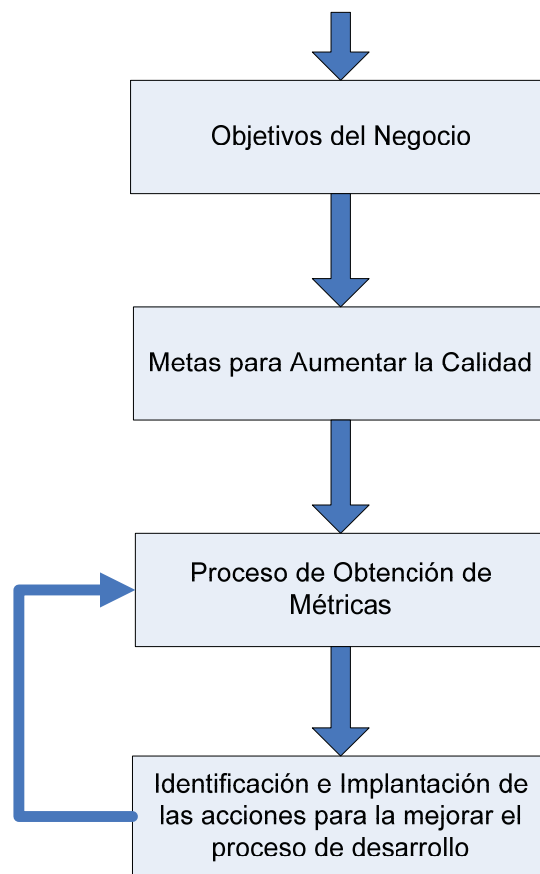 Objetivos del Negocio
Metas para Aumentar la Calidad
Proceso de Obtención de
Métricas
Identificación e Implantación de
las acciones para la mejorar el
proceso de desarrollo